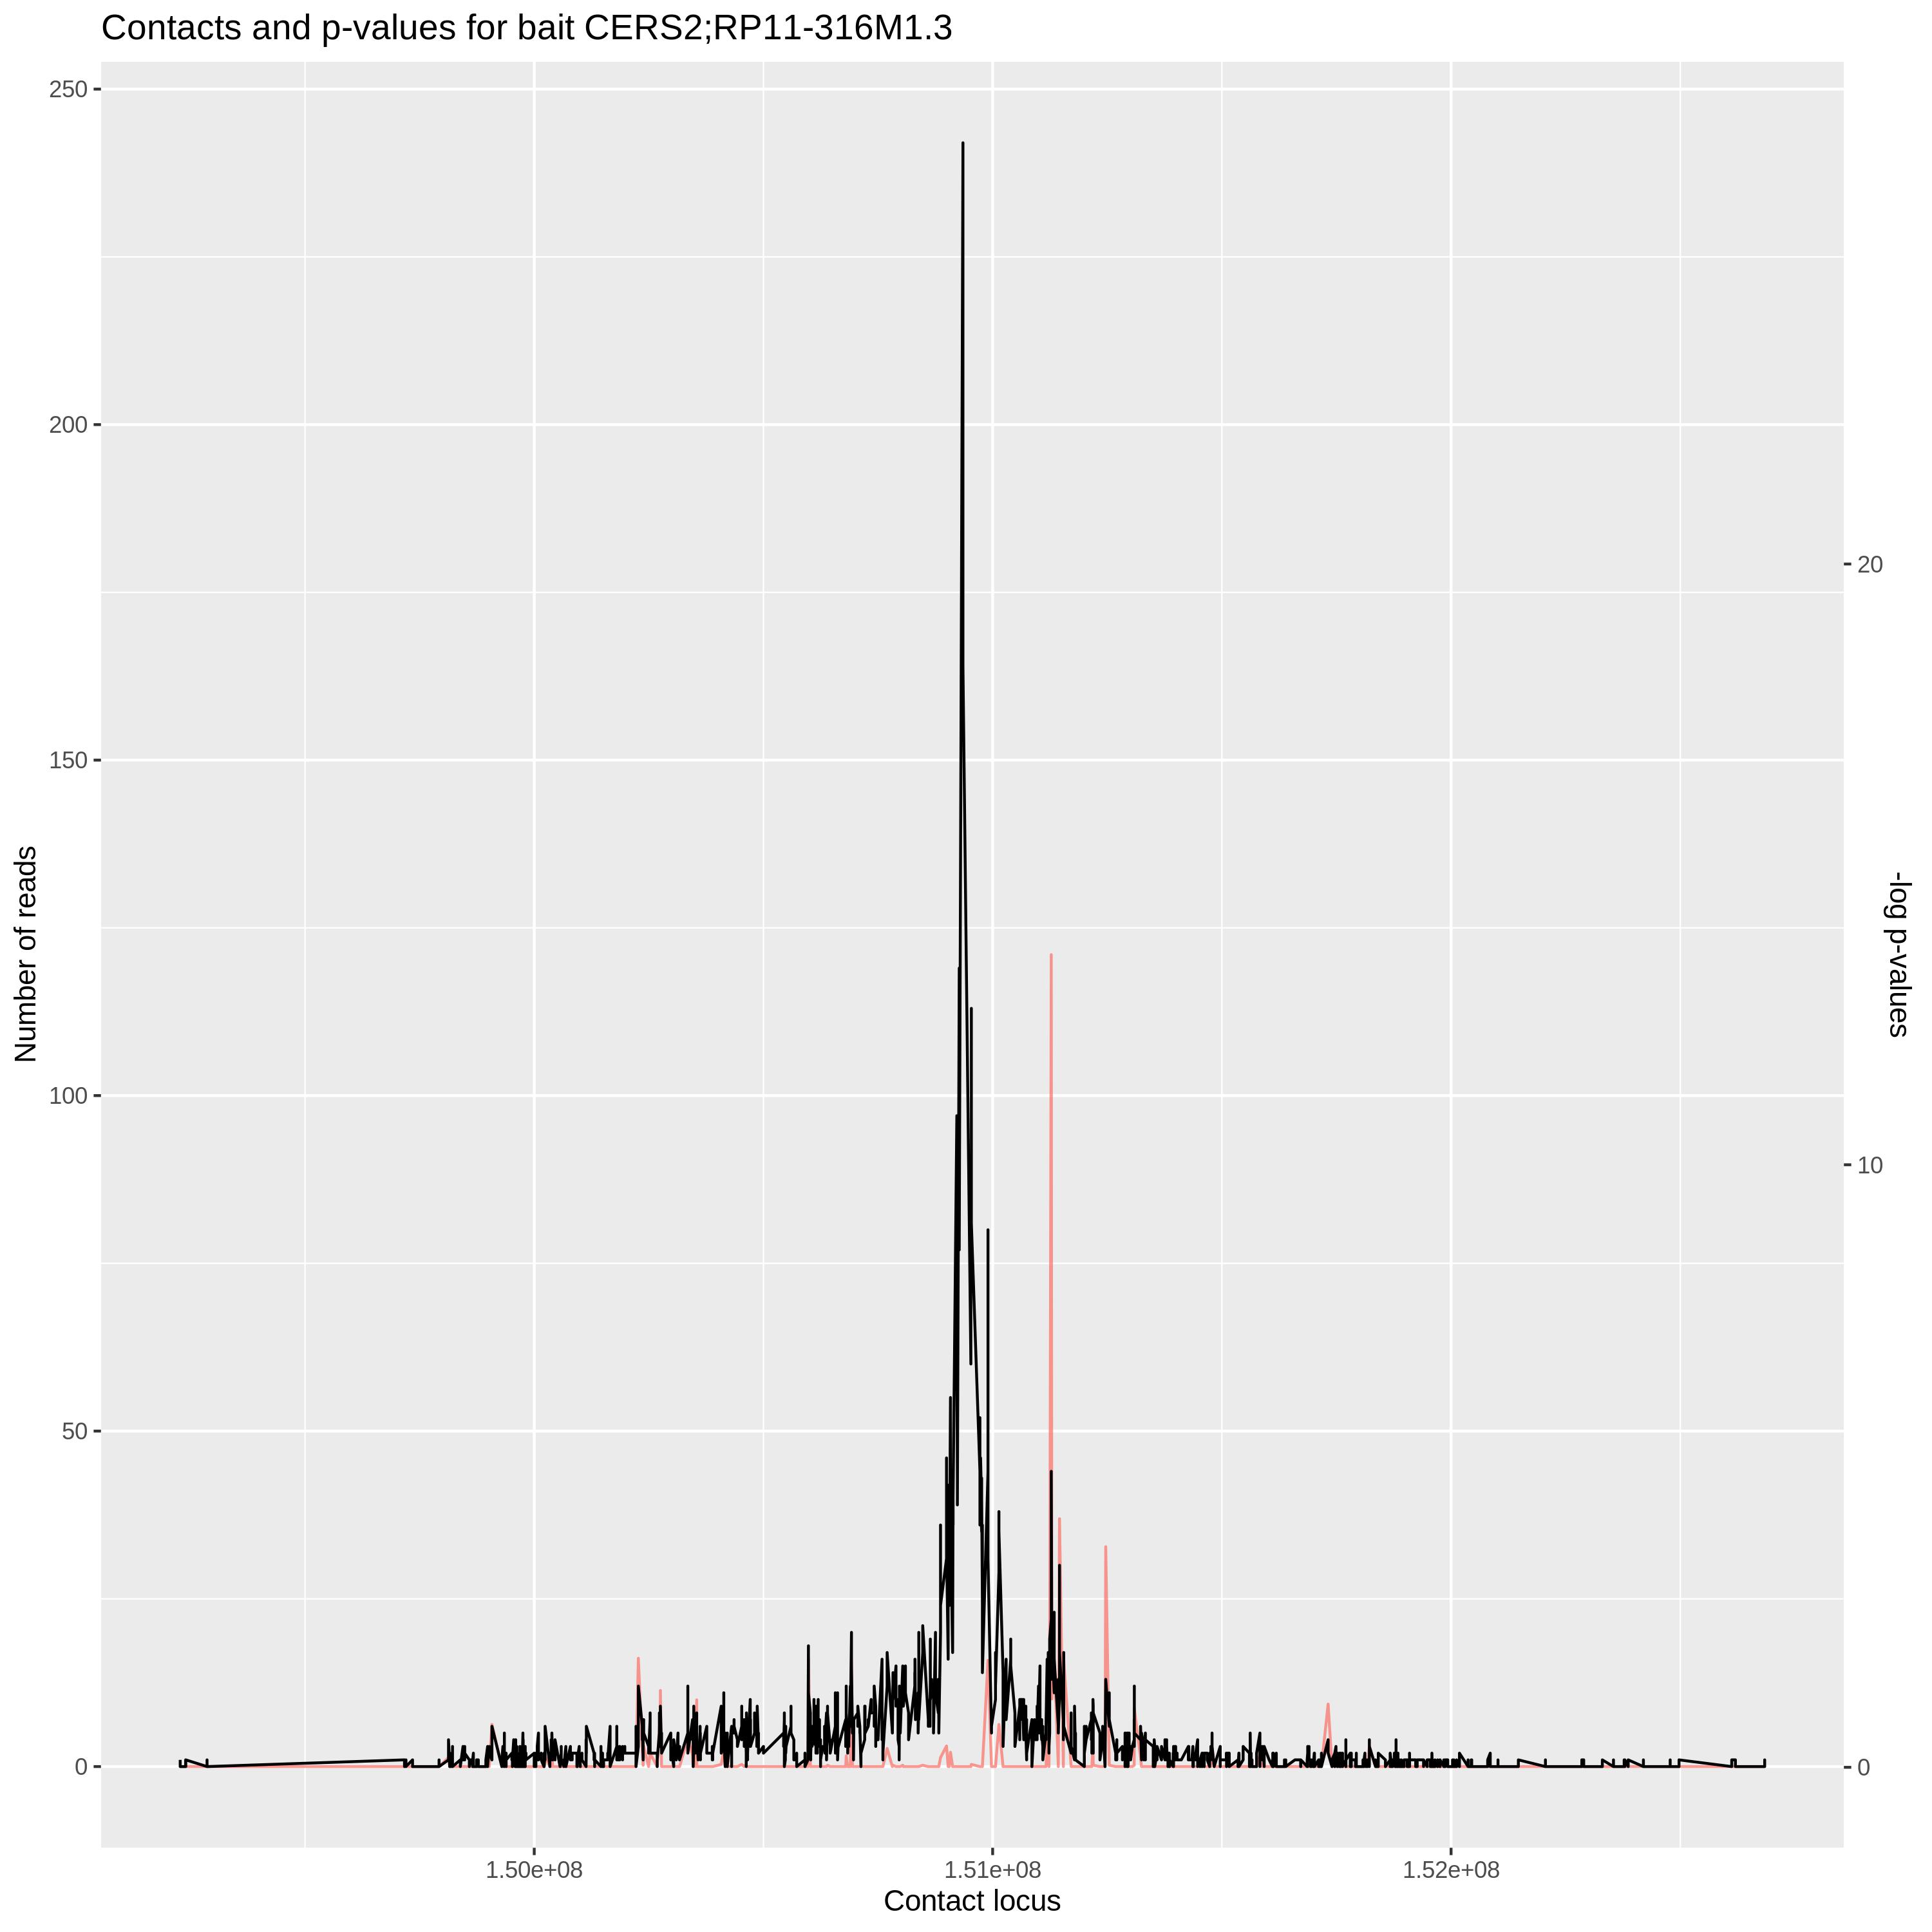 Contacts and p-values for bait CERS2;RP11-316M1.3
250
200
150
100
50
0
Number of reads
20
10
0
-log p-values
1.50e+08
1.51e+08
1.52e+08
Contact locus